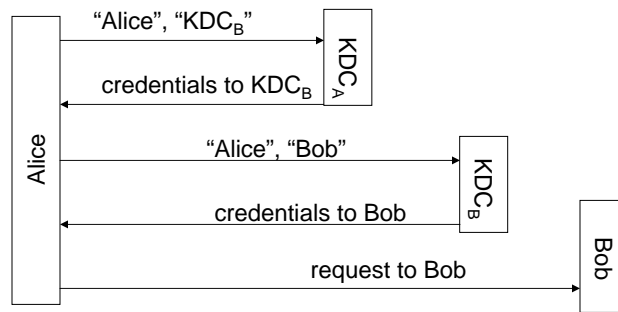 “Alice”, “KDC_B”
KDC_A
credentials to KDC_B
Alice
“Alice”, “Bob”
KDC_B
credentials to Bob
Bob
request to Bob